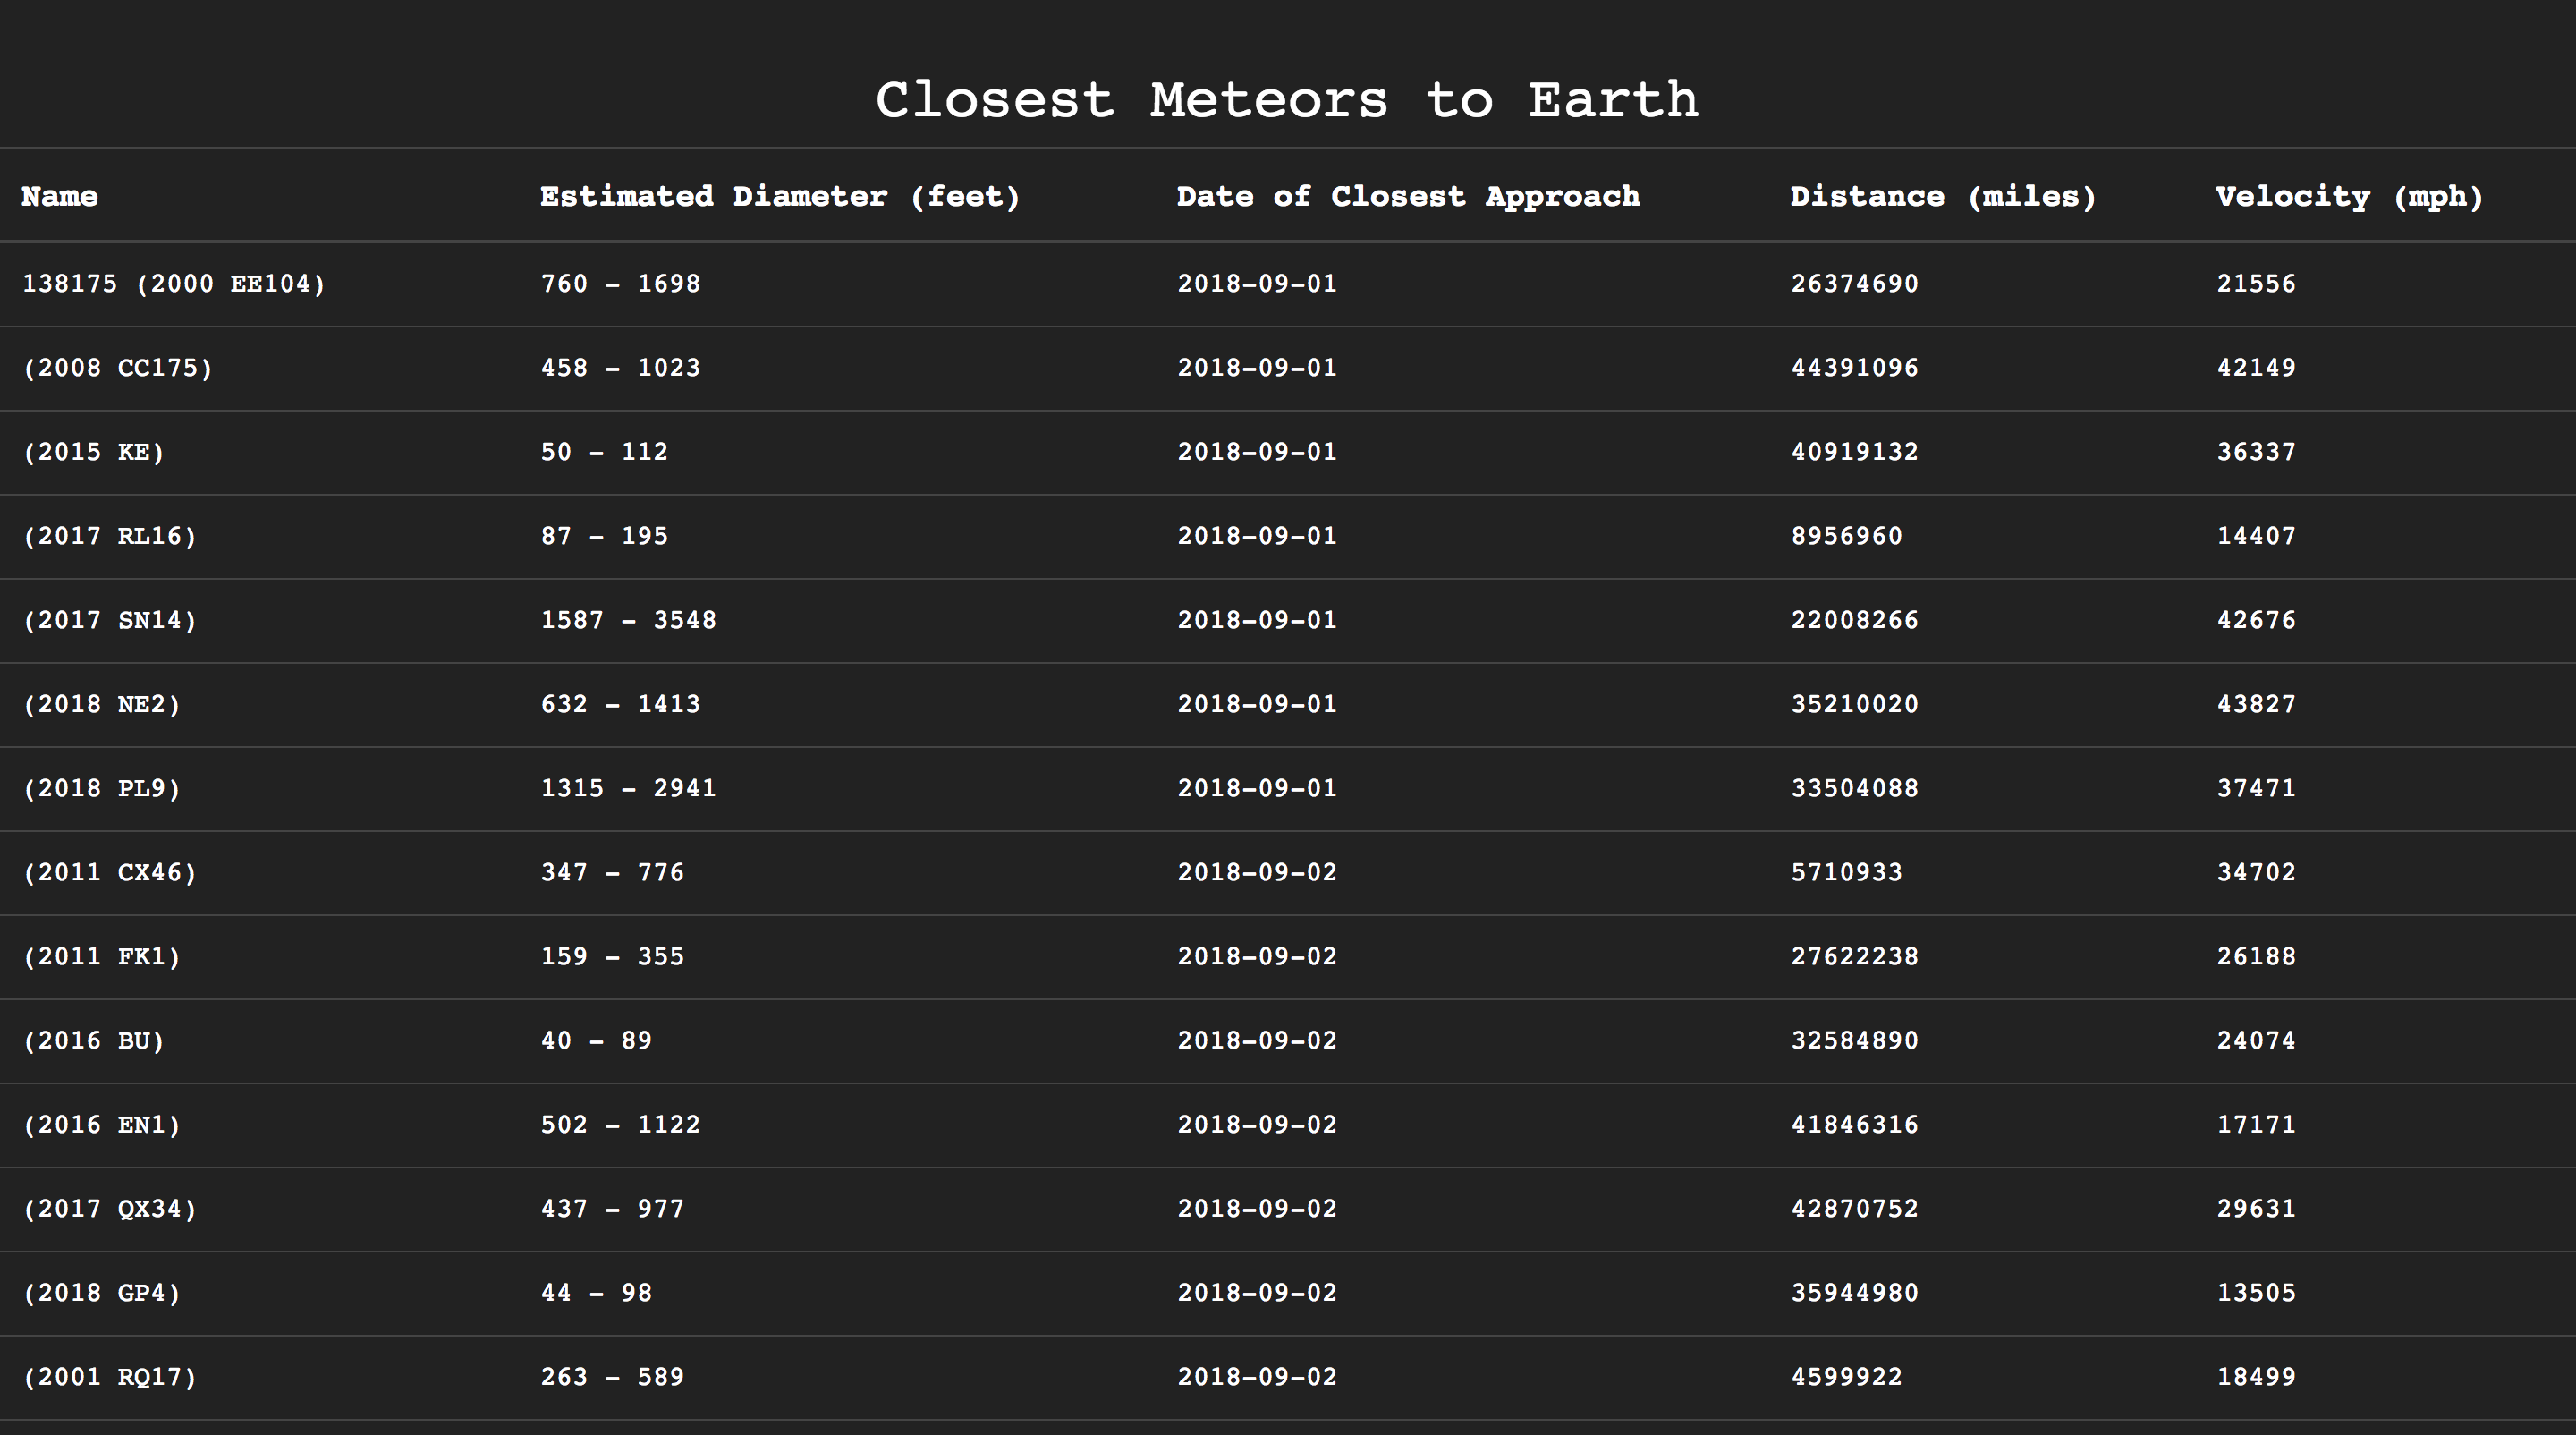 Closest Meteors to Earth
Name Estimated Diameter (feet) Date of Closest Approach Distance (miles) Velocity (mph)
138175 (2000 EE104) 760 - 1698 2018-09-01 26374690 21556
(2008 CC175) 458 - 1023 2018-09-01 44391096 42149
(2015 KE) 50 - 112 2018-09-01 40919132 36337
(2017 RL16) 87 - 195 2018-09-01 8956960 14407
(2017 SN14) 1587 - 3548 2018-09-01 22008266 42676
(2018 NE2) 632 - 1413 2018-09-01 35210020 43827
(2018 PL9) 1315 - 2941 2018-09-01 33504088 37471
(2011 CX46) 347 - 776 2018-09-02 5710933 34702
(2011 FK1) 159 - 355 2018-09-02 27622238 26188
(2016 BU) 40 - 89 2018-09-02 32584890 24074
(2016 EN1) 502 - 1122 2018-09-02 41846316 17171
(2017 QX34) 437 - 977 2018-09-02 42870752 29631
(2018 GP4) 44 - 98 2018-09-02 35944980 13505
(2001 RQ17) 263 - 589 2018-09-02 4599922 18499